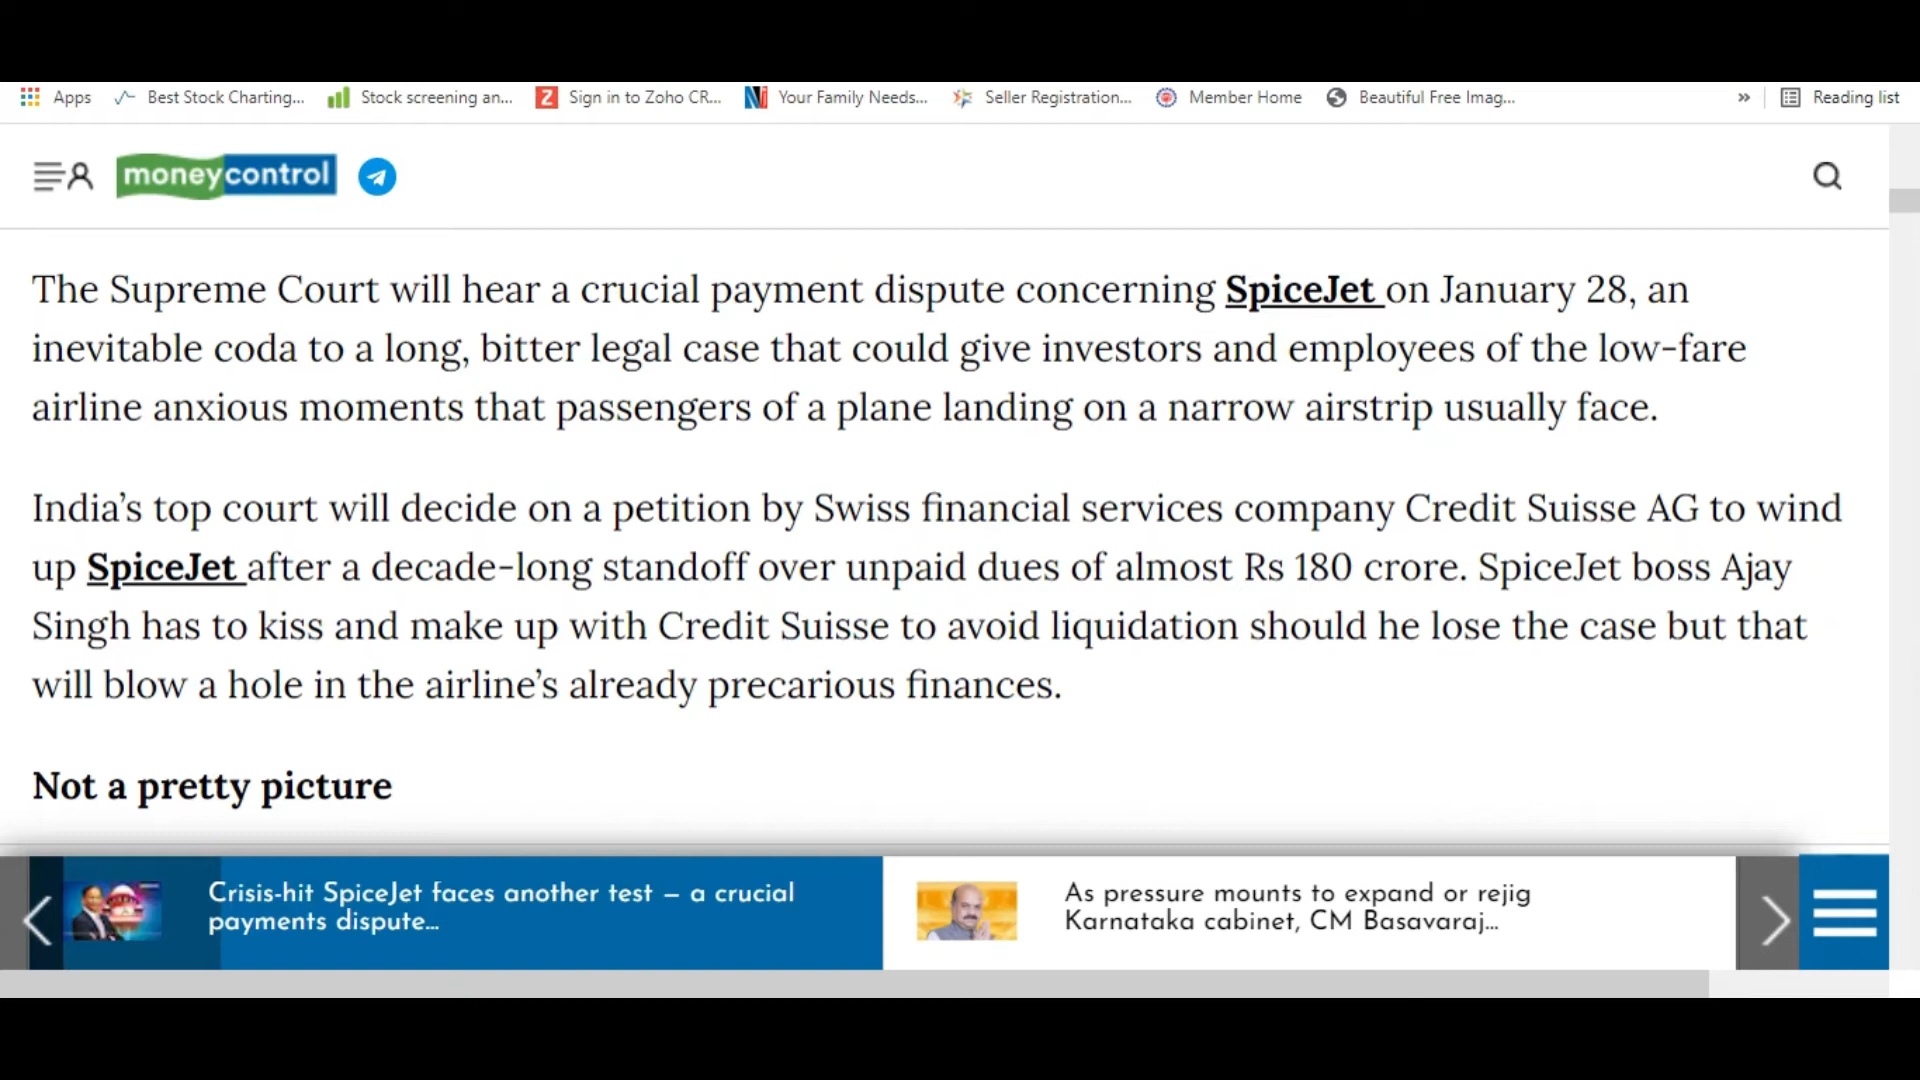 Apps Best Stock Charting... Stock screening an... Sign in to Zoho CR... Your Family Needs... Seller Registration... Member Home Beautiful Free Imag... » Reading list
moneycontrol
The Supreme Court will hear a crucial payment dispute concerning SpiceJet on January 28, an
inevitable coda to a long, bitter legal case that could give investors and employees of the low-fare
airline anxious moments that passengers of a plane landing on a narrow airstrip usually face.
India’s top court will decide on a petition by Swiss financial services company Credit Suisse AG to wind
up SpiceJet after a decade-long standoff over unpaid dues of almost Rs 180 crore. SpiceJet boss Ajay
Singh has to kiss and make up with Credit Suisse to avoid liquidation should he lose the case but that
will blow a hole in the airline’s already precarious finances.
Not a pretty picture
Crisis-hit SpiceJet faces another test – a crucial
payments dispute...
As pressure mounts to expand or rejig
Karnataka cabinet, CM Basavaraj...